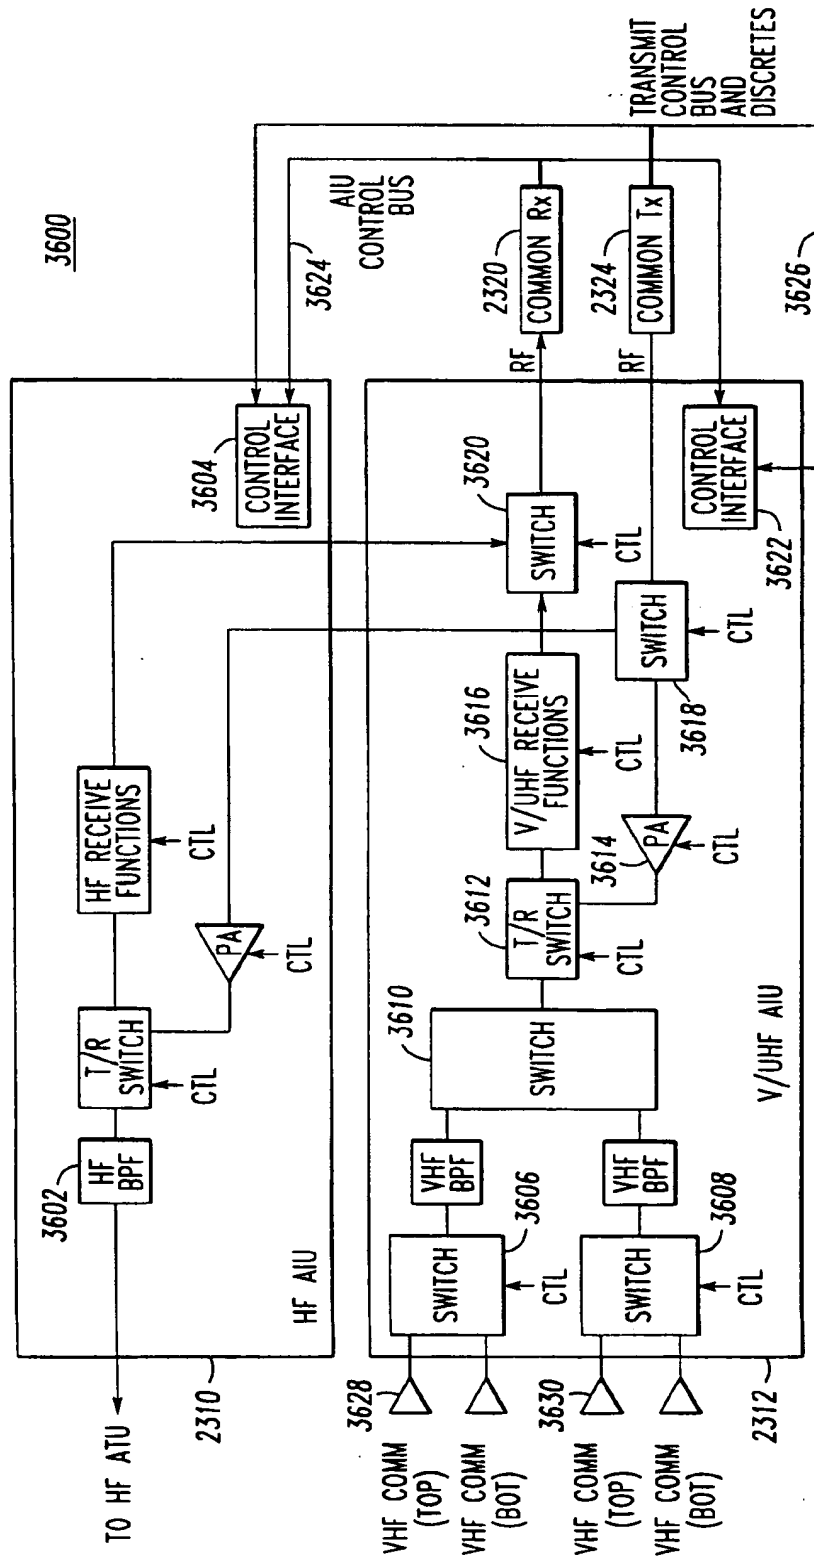 3600
TO HF ATU
2310
HF AIU
3602
HF
BPF
T/R
SWITCH
CTL
HF RECEIVE
FUNCTIONS
CTL
PA
CTL
3604
CONTROL
INTERFACE
3624
AIU
CONTROL
BUS
VHF COMM
(TOP)
3628
VHF COMM
(BOT)
VHF COMM
(TOP)
3630
VHF COMM
(BOT)
2312
SWITCH
3606
CTL
SWITCH
3608
CTL
VHF
BPF
VHF
BPF
SWITCH
3610
T/R
SWITCH
3612
CTL
PA
3614
CTL
V/UHF RECEIVE
FUNCTIONS
3616
CTL
SWITCH
3618
CTL
SWITCH
3620
CTL
CONTROL
INTERFACE
3622
V/UHF AIU
RF
RF
COMMON Rx
2320
COMMON Tx
2324
TRANSMIT
CONTROL
BUS
AND
DISCRETES
3626